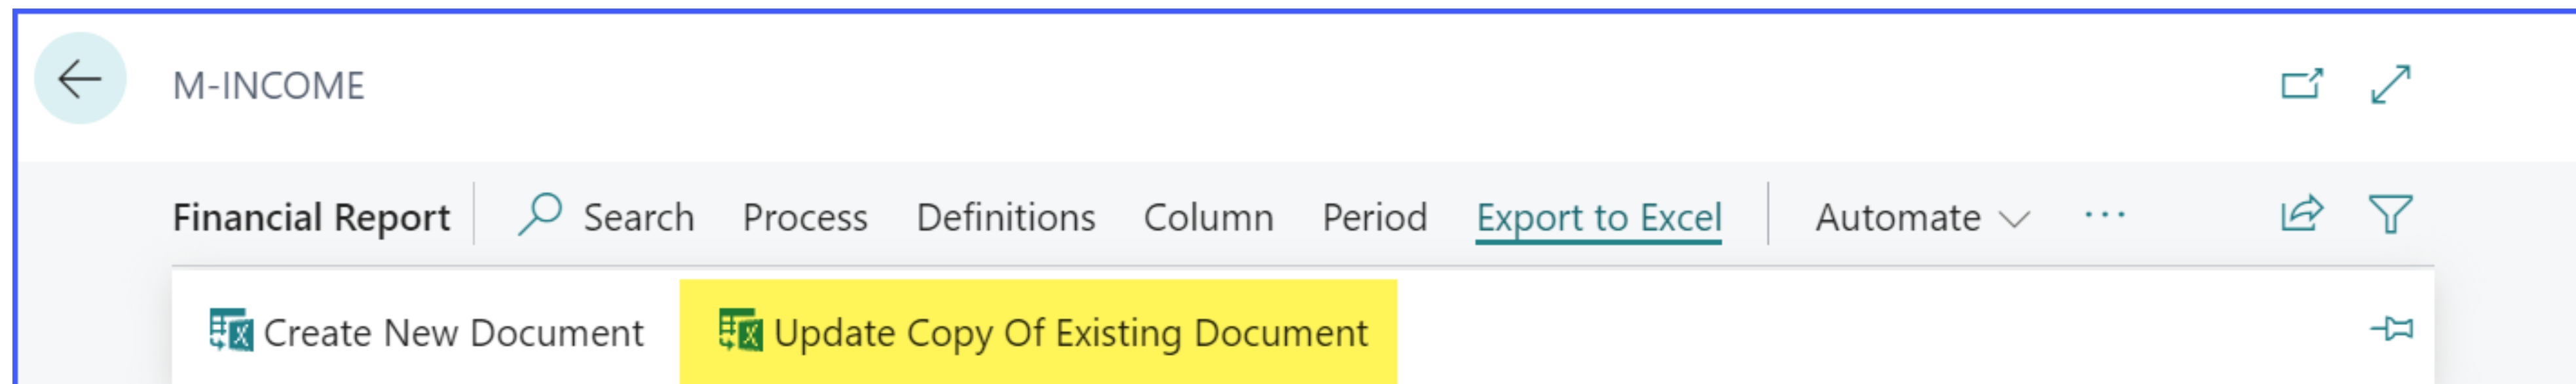 M-INCOME
Financial Report Search Process Definitions Column Period Export to Excel Automate ...
Create New Document Update Copy Of Existing Document